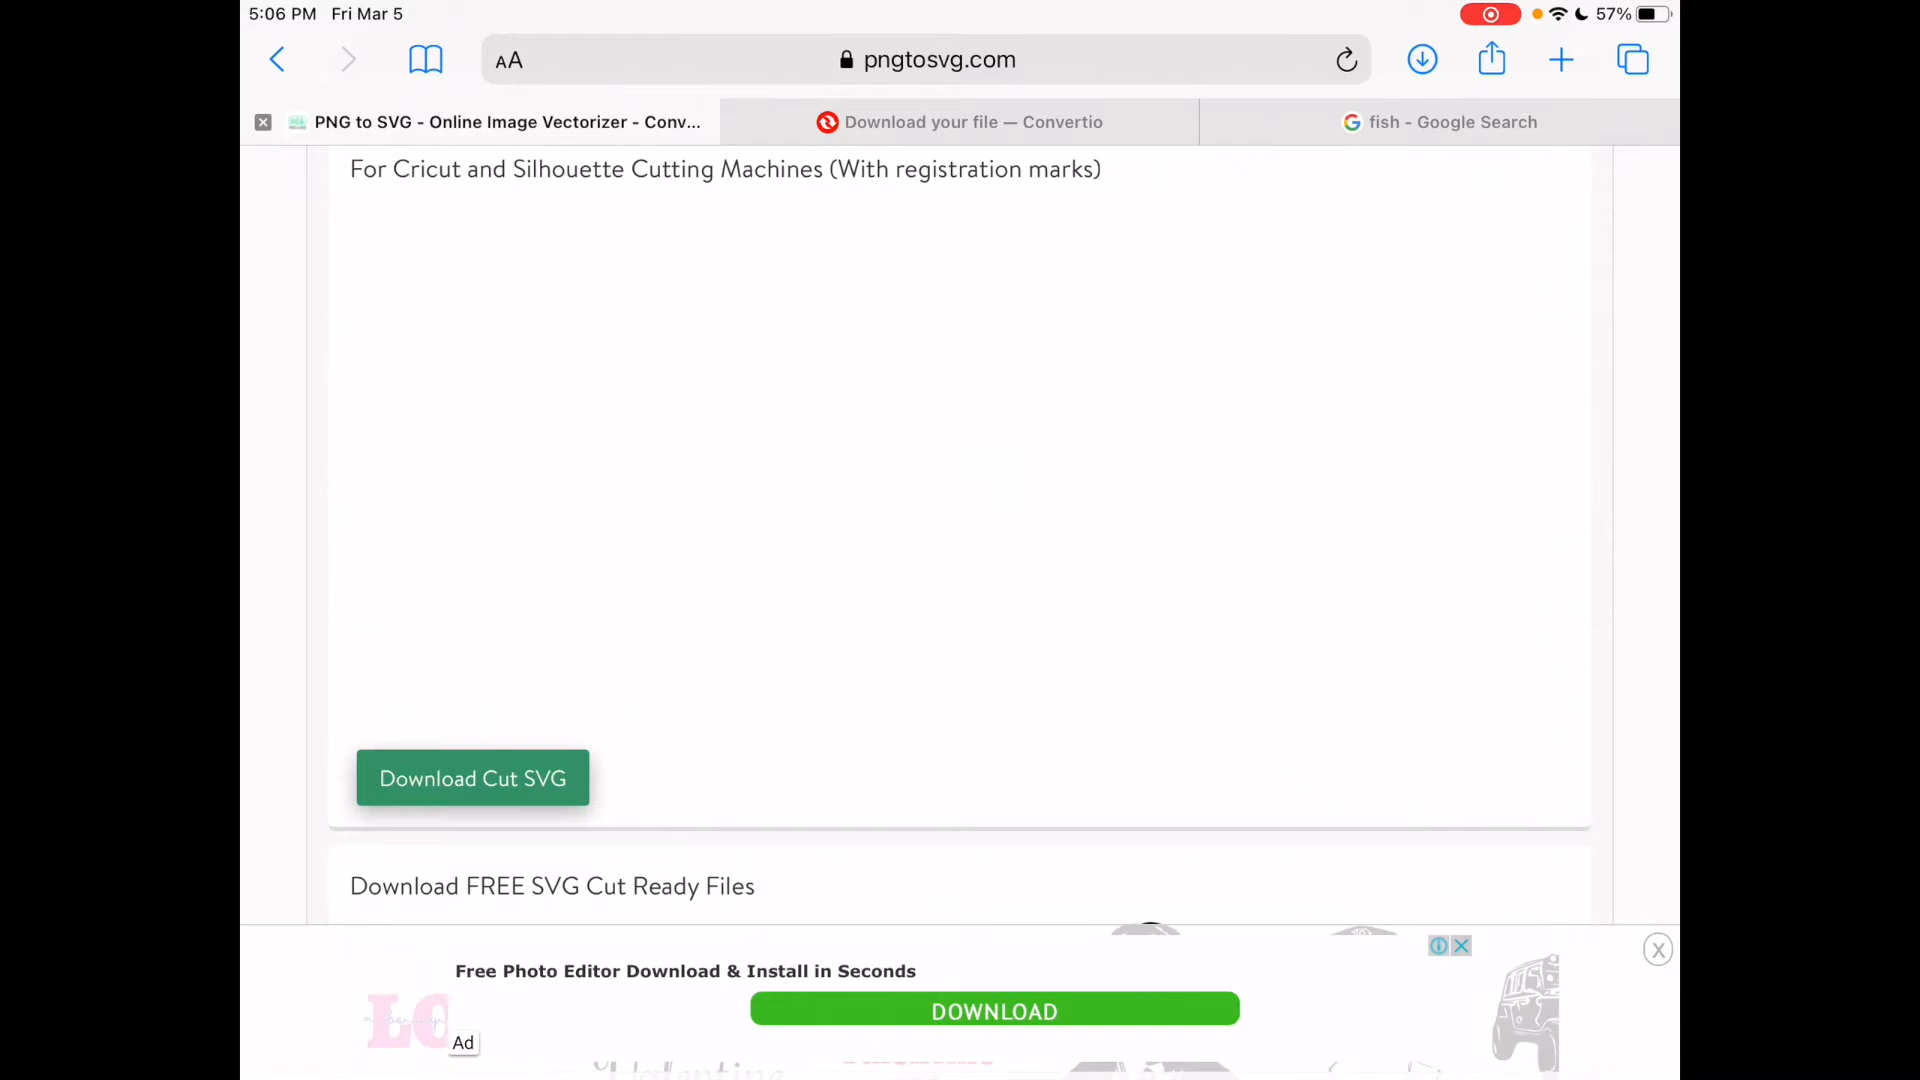 5:06 PM Fri Mar 5
57%
AA
pngtosvg.com
PNG to SVG - Online Image Vectorizer - Conv...
Download your file — Convertio
fish - Google Search
For Cricut and Silhouette Cutting Machines (With registration marks)
Download Cut SVG
Download FREE SVG Cut Ready Files
Free Photo Editor Download & Install in Seconds
DOWNLOAD
Ad
Valentine